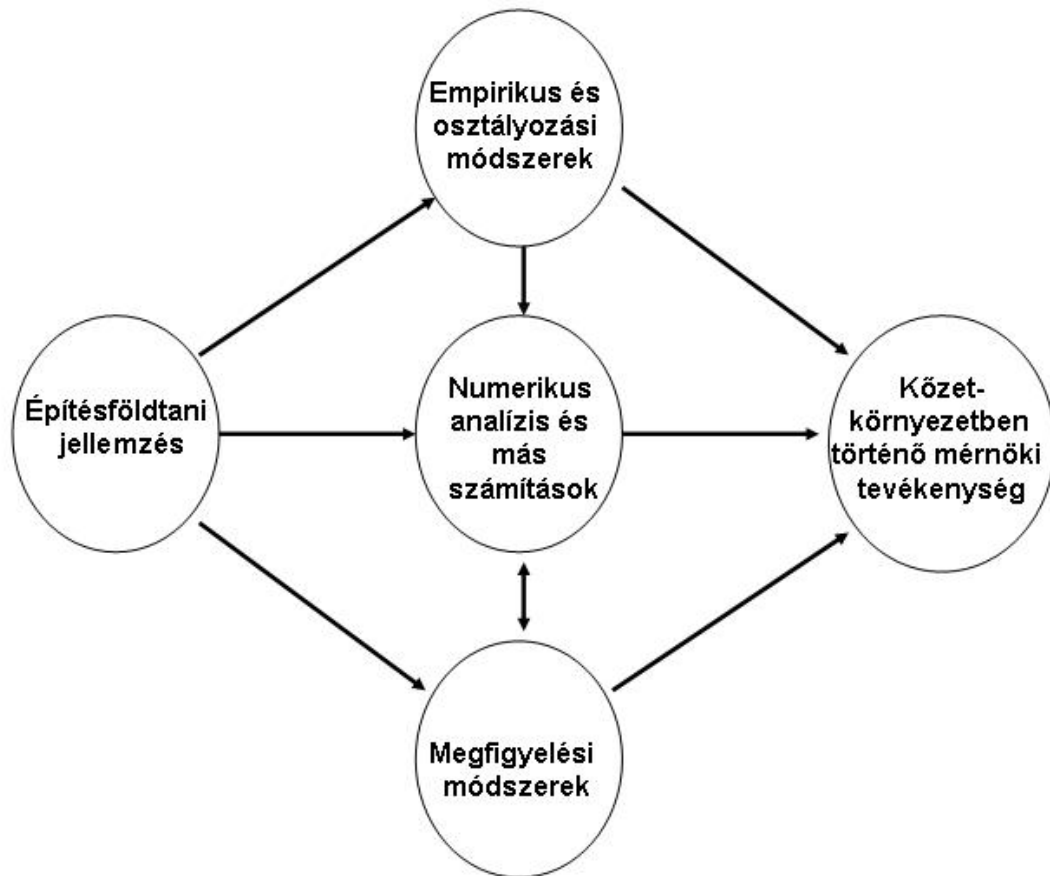 Empirikus és
osztályozási
módszerek
Építésföldtani
jellemzés
Numerikus
analízis és
más
számítások
Kőzet-
környezetben
történő mérnöki
tevékenység
Megfigyelési
módszerek